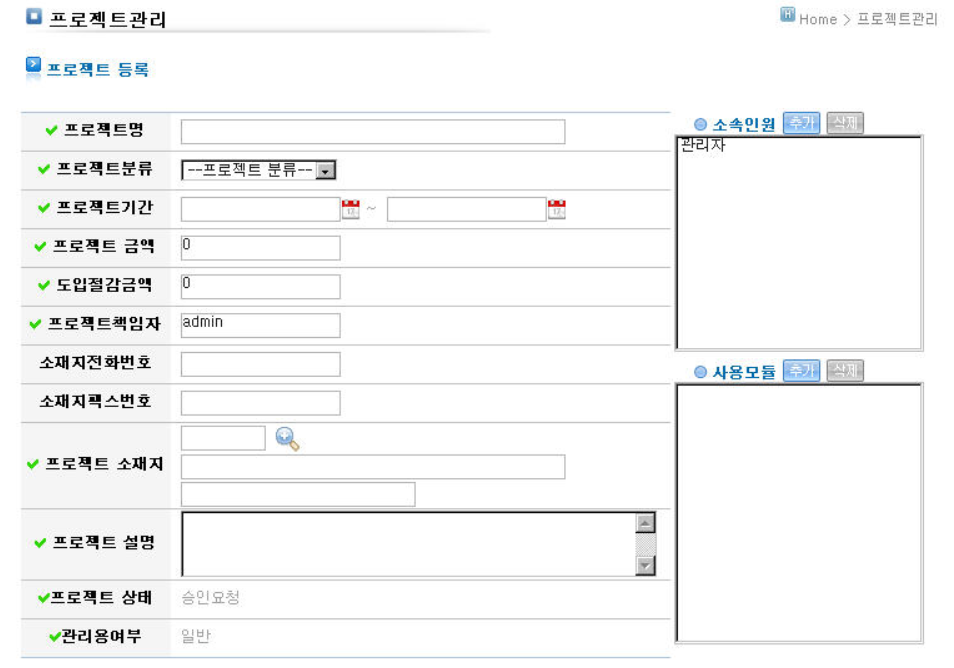 프로젝트관리
Home > 프로젝트관리
프로젝트 등록
프로젝트명
프로젝트분류 --프로젝트 분류--
프로젝트기간 ~
프로젝트 금액 0
도입절감금액 0
프로젝트책임자 admin
소재지전화번호
소재지팩스번호
프로젝트 소재지
프로젝트 설명
프로젝트 상태 승인요청
관리용여부 일반
소속인원 추가 삭제
관리자
사용모듈 추가 삭제